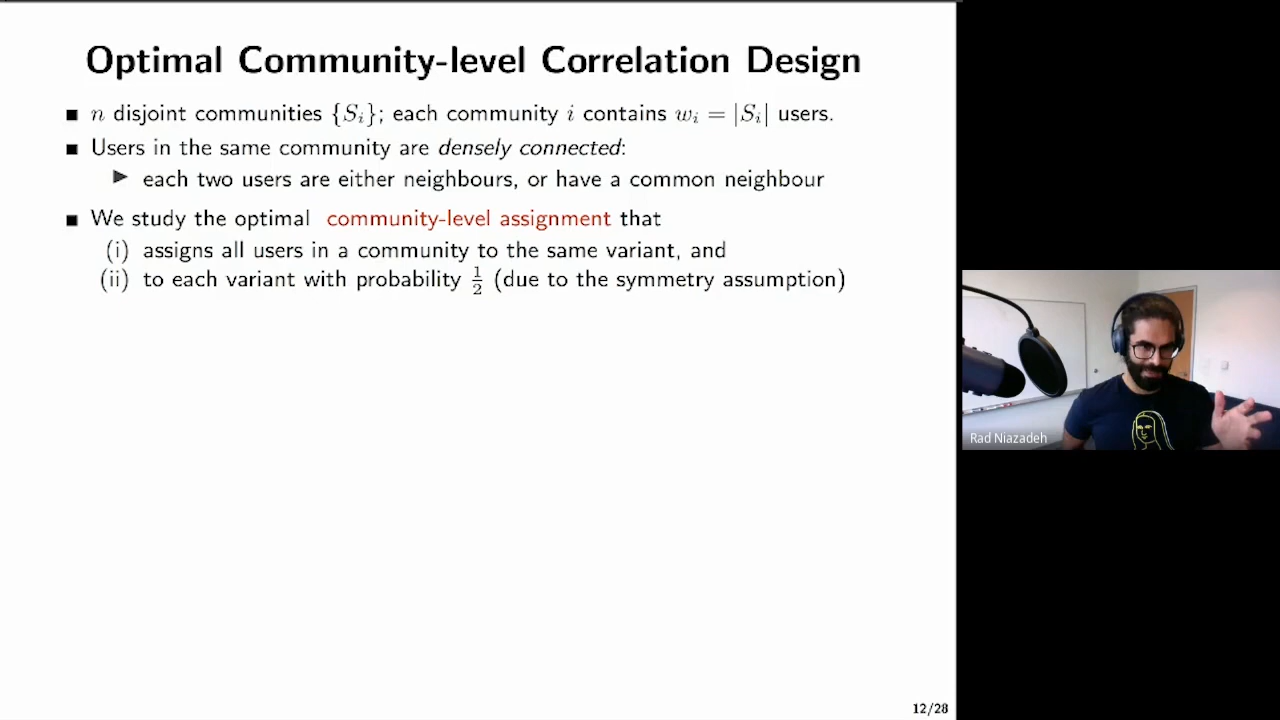 Optimal Community-level Correlation Design
■ n disjoint communities {S_i}; each community i contains w_i = |S_i| users.
■ Users in the same community are densely connected:
▶ each two users are either neighbours, or have a common neighbour
■ We study the optimal community-level assignment that
(i) assigns all users in a community to the same variant, and
(ii) to each variant with probability 1/2 (due to the symmetry assumption)
Rad Niazadeh
12/28